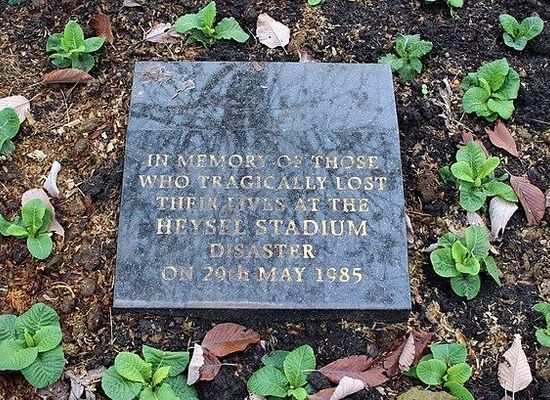 IN MEMORY OF THOSE
WHO TRAGICALLY LOST
THEIR LIVES AT THE
HEYSEL STADIUM
DISASTER
ON 29th MAY 1985